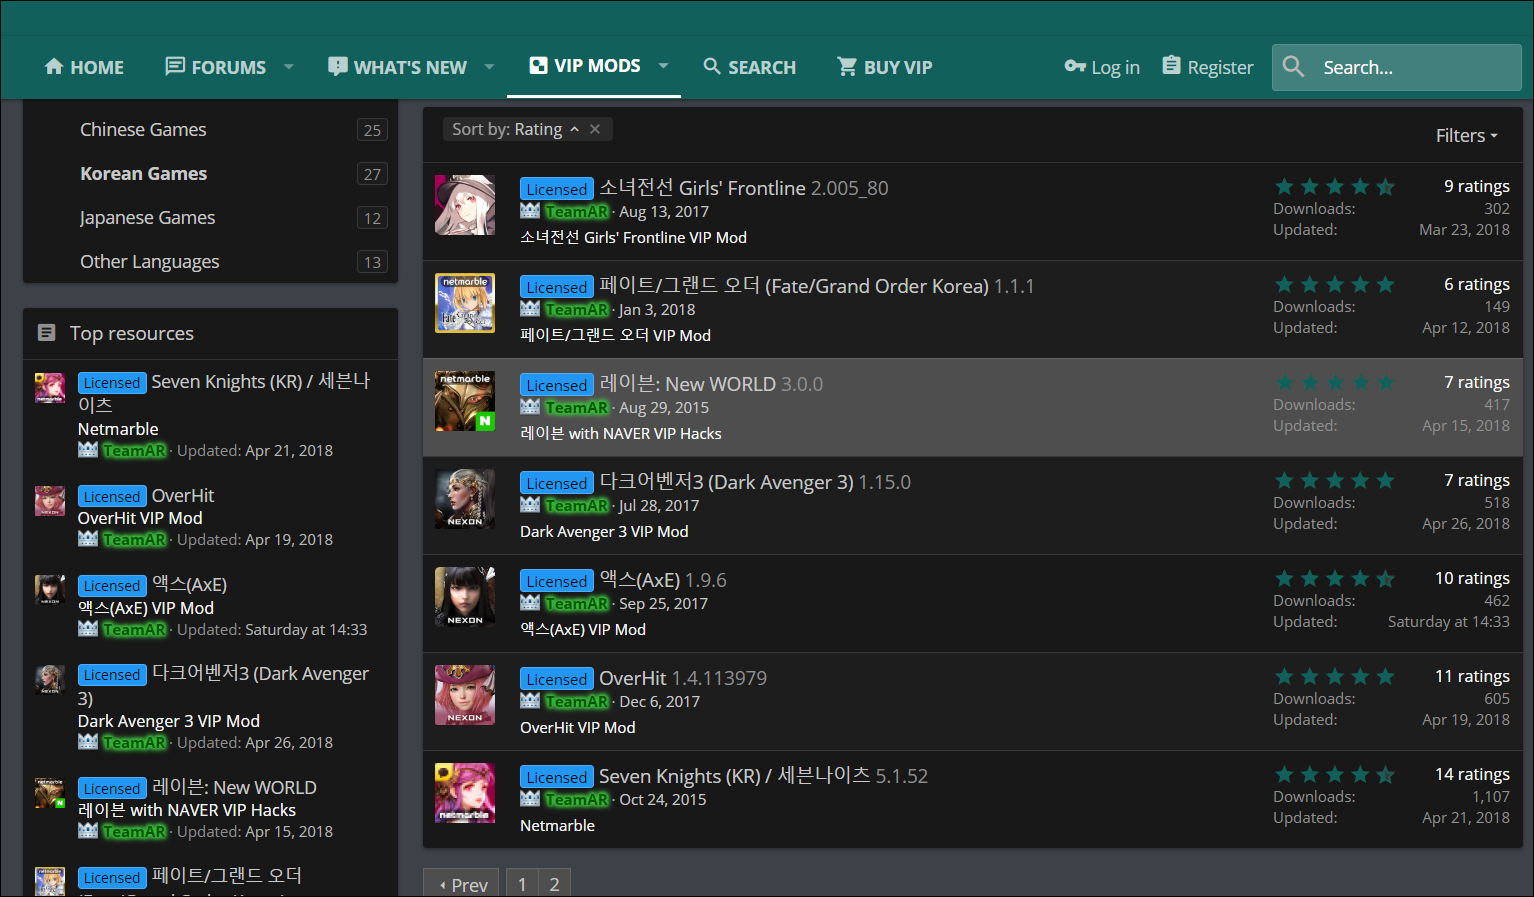 HOME
FORUMS
WHAT'S NEW
VIP MODS
SEARCH
BUY VIP
Log in
Register
Search...
Chinese Games 25
Korean Games 27
Japanese Games 12
Other Languages 13
Top resources
Licensed Seven Knights (KR) / 세븐나
이츠
Netmarble
TeamAR · Updated: Apr 21, 2018
Licensed OverHit
OverHit VIP Mod
TeamAR · Updated: Apr 19, 2018
Licensed 액스(AxE)
액스(AxE) VIP Mod
TeamAR · Updated: Saturday at 14:33
Licensed 다크어벤저3 (Dark Avenger
3)
Dark Avenger 3 VIP Mod
TeamAR · Updated: Apr 26, 2018
Licensed 레이븐: New WORLD
레이븐 with NAVER VIP Hacks
TeamAR · Updated: Apr 15, 2018
Licensed 페이트/그랜드 오더
Sort by: Rating
Filters
Licensed 소녀전선 Girls' Frontline 2.005_80
TeamAR · Aug 13, 2017
소녀전선 Girls' Frontline VIP Mod
9 ratings
Downloads: 302
Updated: Mar 23, 2018
netmarble
Licensed 페이트/그랜드 오더 (Fate/Grand Order Korea) 1.1.1
TeamAR · Jan 3, 2018
페이트/그랜드 오더 VIP Mod
6 ratings
Downloads: 149
Updated: Apr 12, 2018
netmarble
N
Licensed 레이븐: New WORLD 3.0.0
TeamAR · Aug 29, 2015
레이븐 with NAVER VIP Hacks
7 ratings
Downloads: 417
Updated: Apr 15, 2018
NEXON
Licensed 다크어벤저3 (Dark Avenger 3) 1.15.0
TeamAR · Jul 28, 2017
Dark Avenger 3 VIP Mod
7 ratings
Downloads: 518
Updated: Apr 26, 2018
NEXON
Licensed 액스(AxE) 1.9.6
TeamAR · Sep 25, 2017
액스(AxE) VIP Mod
10 ratings
Downloads: 462
Updated: Saturday at 14:33
NEXON
Licensed OverHit 1.4.113979
TeamAR · Dec 6, 2017
OverHit VIP Mod
11 ratings
Downloads: 605
Updated: Apr 19, 2018
netmarble
Licensed Seven Knights (KR) / 세븐나이츠 5.1.52
TeamAR · Oct 24, 2015
Netmarble
14 ratings
Downloads: 1,107
Updated: Apr 21, 2018
Prev 1 2